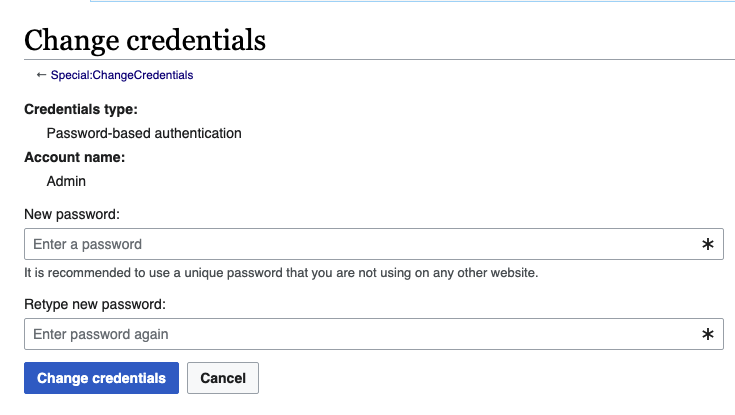 Change credentials
← Special:ChangeCredentials
Credentials type:
Password-based authentication
Account name:
Admin
New password:
Enter a password *
It is recommended to use a unique password that you are not using on any other website.
Retype new password:
Enter password again *
Change credentials Cancel